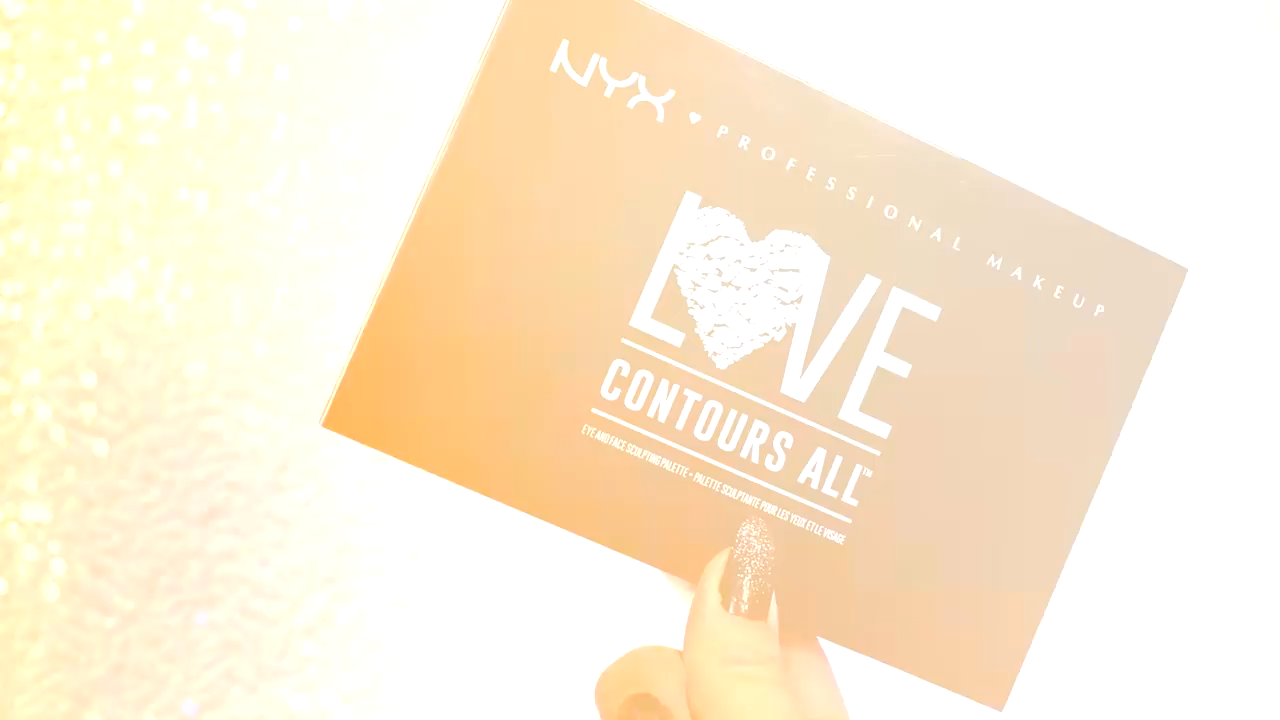 NYX ♥ PROFESSIONAL MAKEUP
LOVE
CONTOURS ALL™
EYE AND FACE SCULPTING PALETTE • PALETTE SCULPTANTE POUR LES YEUX ET LE VISAGE